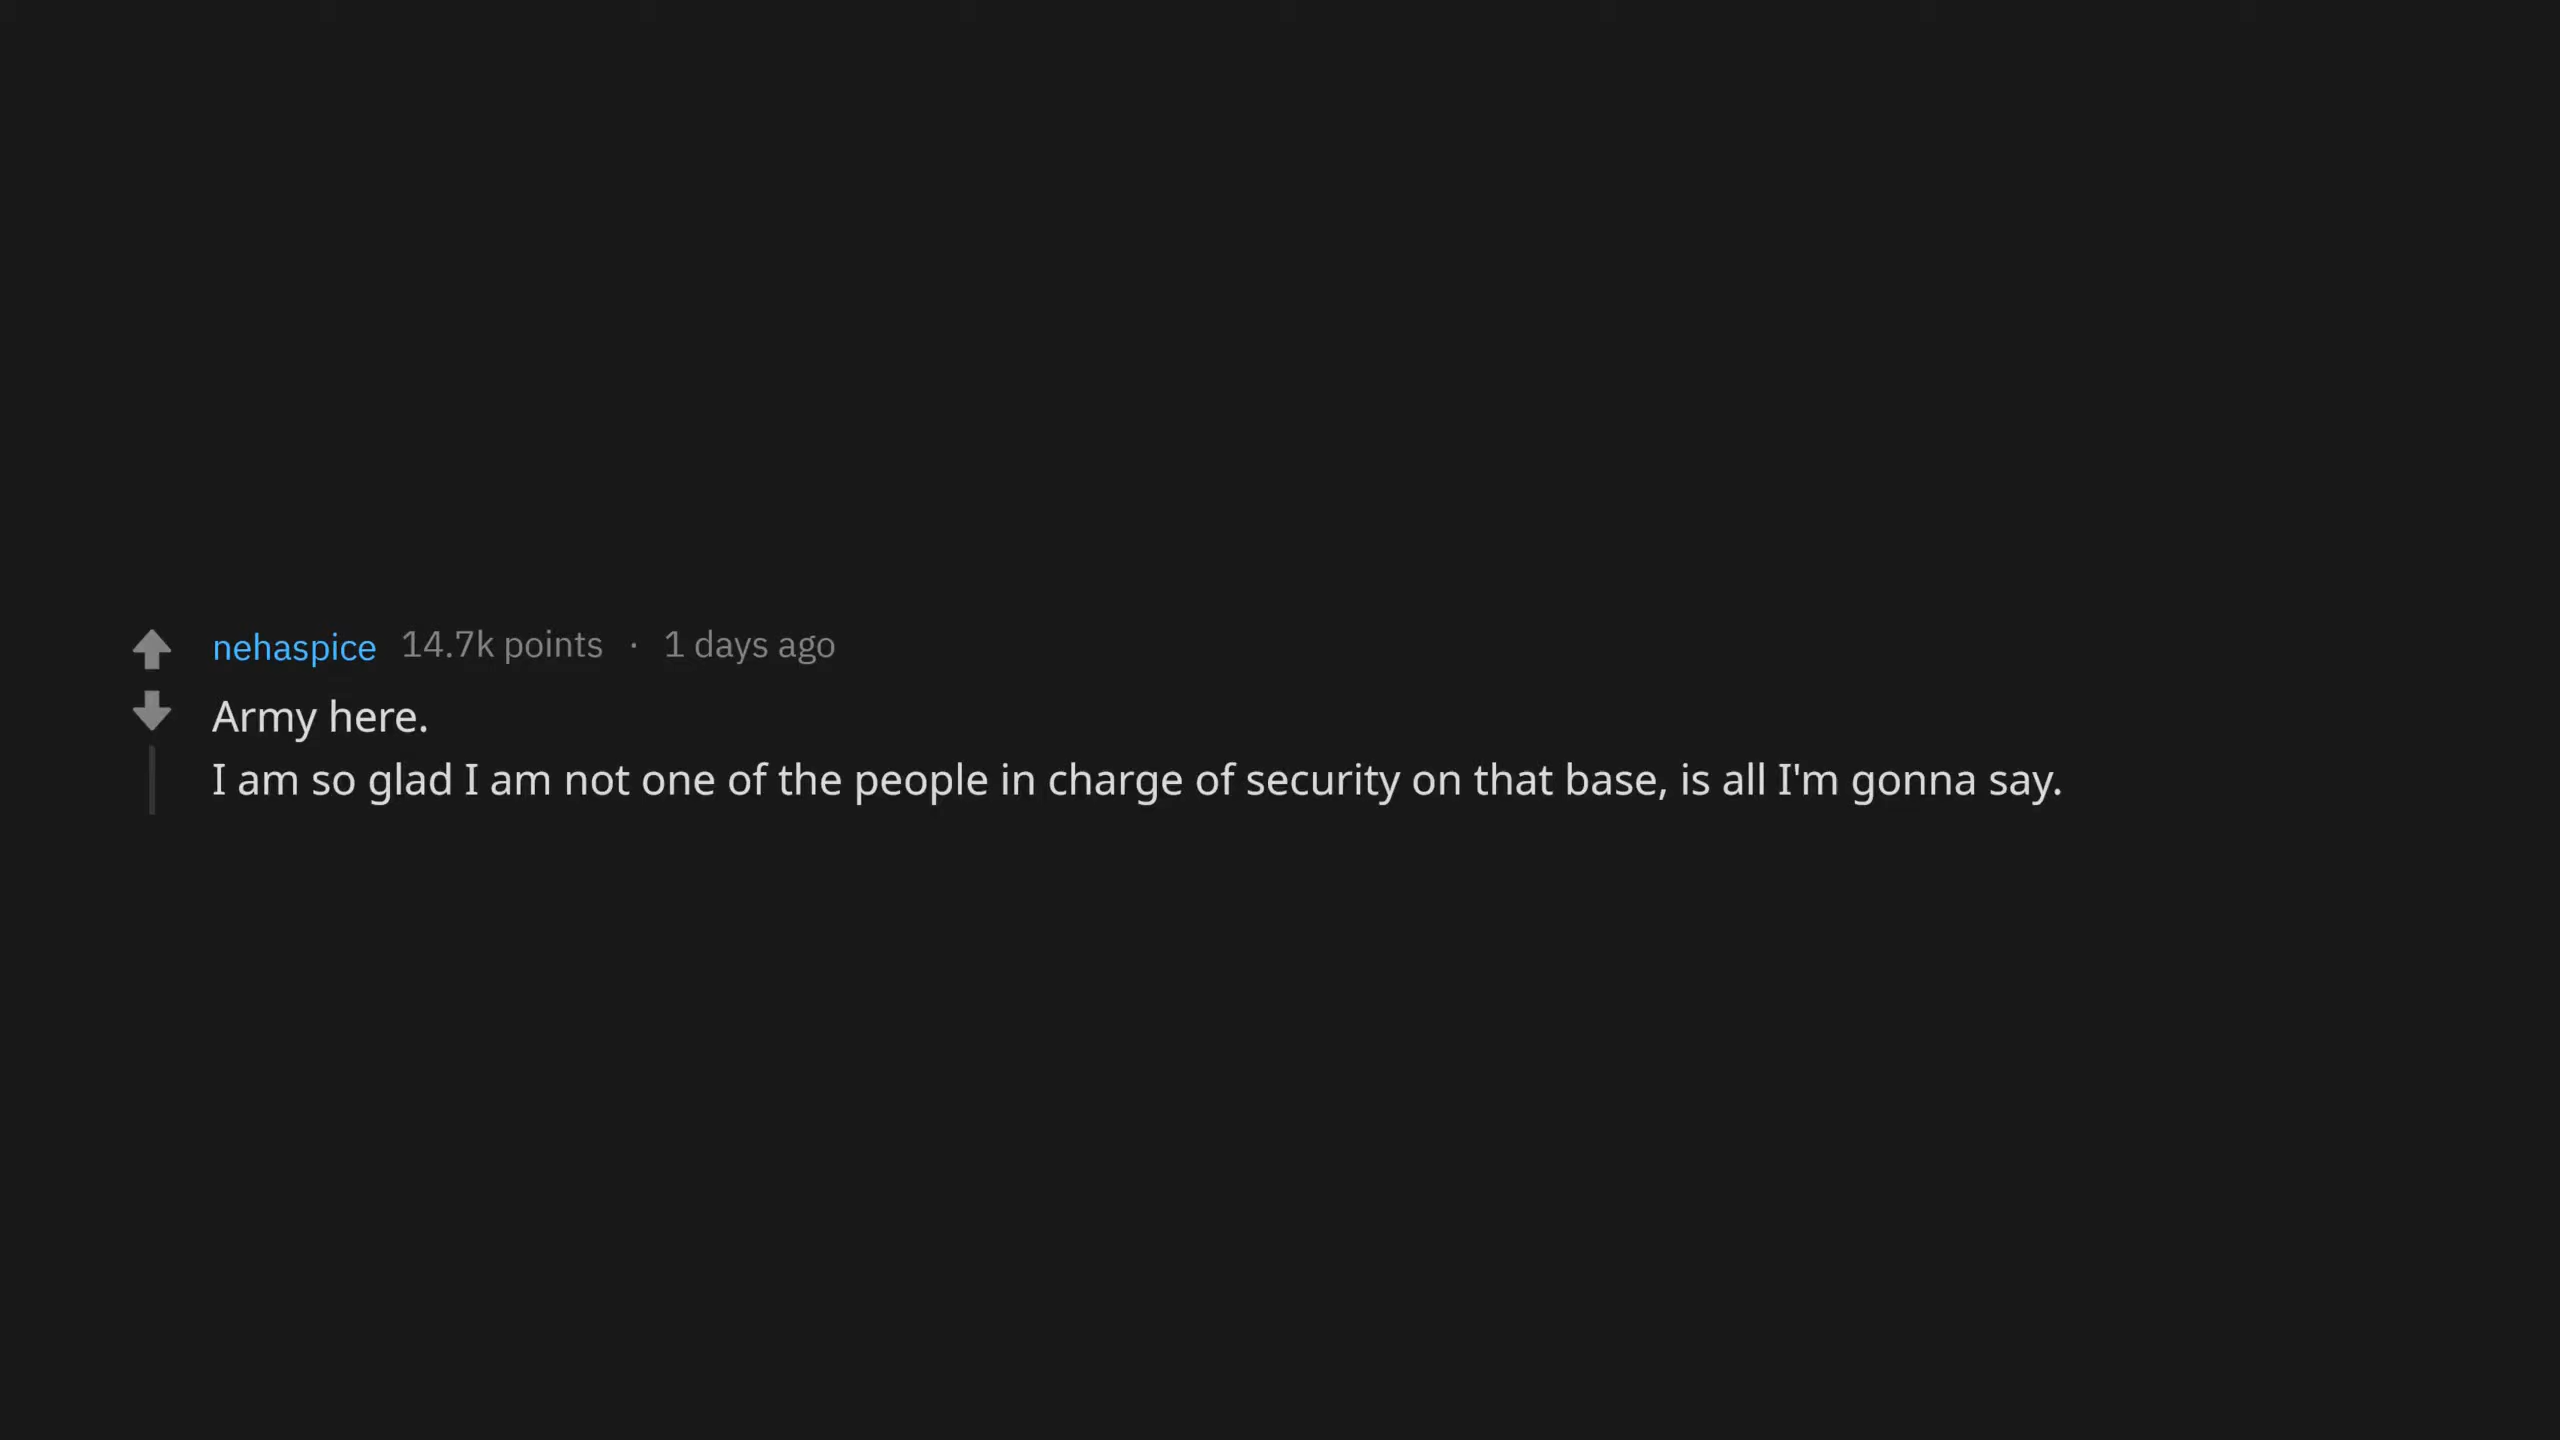 nehaspice 14.7k points · 1 days ago
Army here.
I am so glad I am not one of the people in charge of security on that base, is all I'm gonna say.